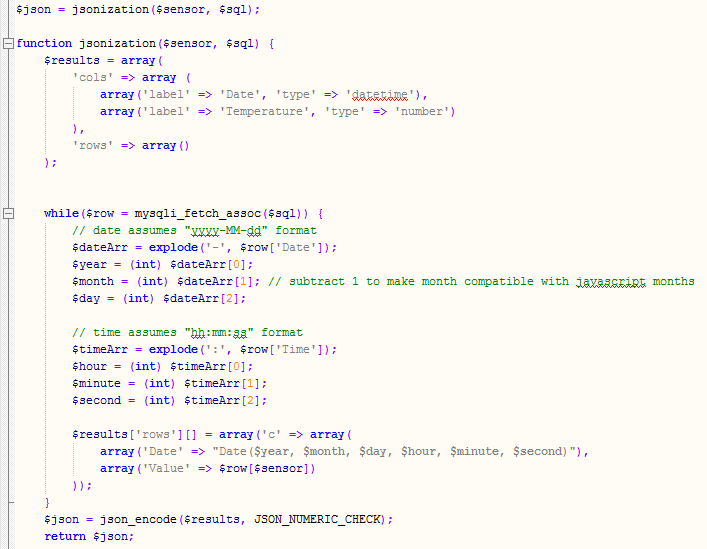 $json = jsonization($sensor, $sql);
function jsonization($sensor, $sql) {
$results = array(
'cols' => array (
array('label' => 'Date', 'type' => 'datetime'),
array('label' => 'Temperature', 'type' => 'number')
),
'rows' => array()
);
while($row = mysqli_fetch_assoc($sql)) {
// date assumes "yyyy-MM-dd" format
$dateArr = explode('-', $row['Date']);
$year = (int) $dateArr[0];
$month = (int) $dateArr[1]; // subtract 1 to make month compatible with javascript months
$day = (int) $dateArr[2];
// time assumes "hh:mm:ss" format
$timeArr = explode(':', $row['Time']);
$hour = (int) $timeArr[0];
$minute = (int) $timeArr[1];
$second = (int) $timeArr[2];
$results['rows'][] = array('c' => array(
array('Date' => "Date($year, $month, $day, $hour, $minute, $second)"),
array('Value' => $row[$sensor])
));
}
$json = json_encode($results, JSON_NUMERIC_CHECK);
return $json;